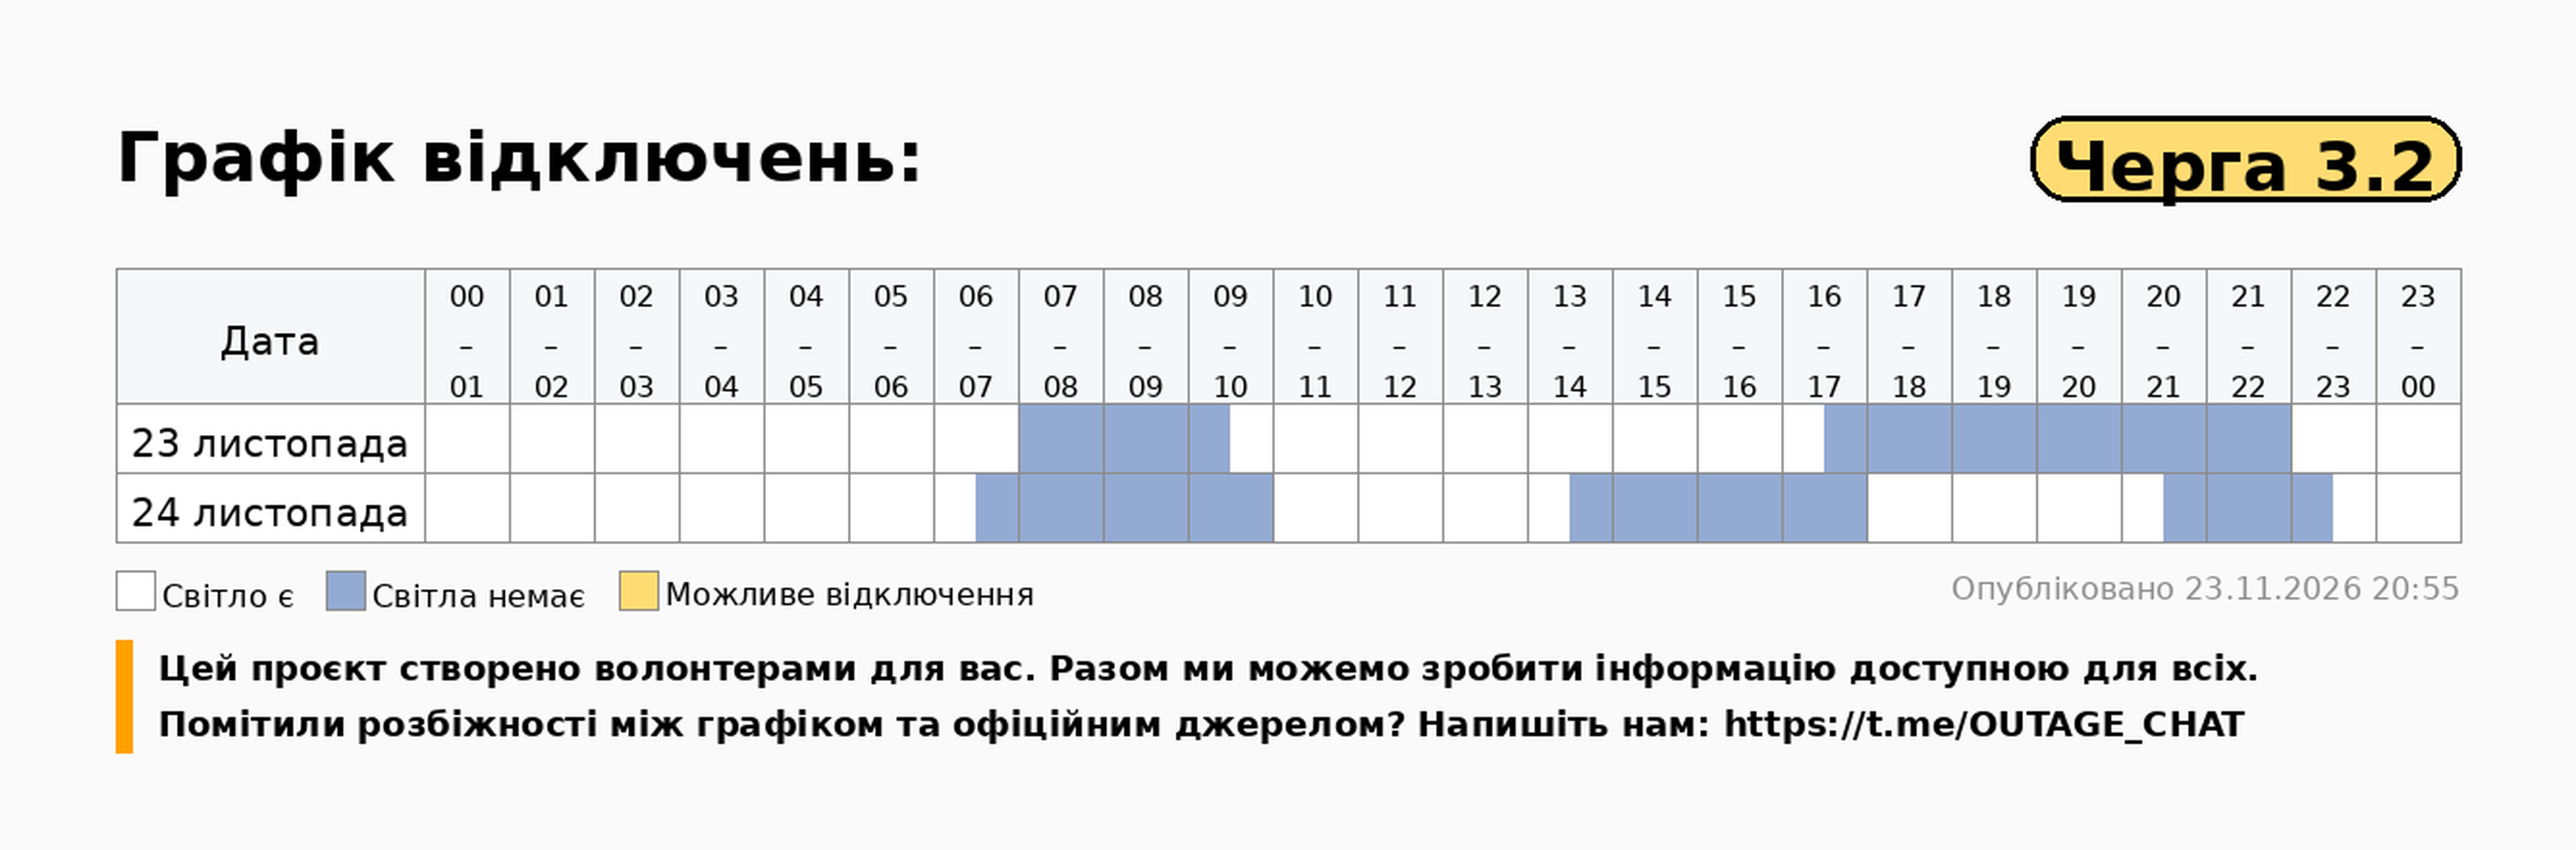 Графік відключень:
Черга 3.2
Дата 00 – 01 01 – 02 02 – 03 03 – 04 04 – 05 05 – 06 06 – 07 07 – 08 08 – 09 09 – 10 10 – 11 11 – 12 12 – 13 13 – 14 14 – 15 15 – 16 16 – 17 17 – 18 18 – 19 19 – 20 20 – 21 21 – 22 22 – 23 23 – 00
23 листопада
24 листопада
Світло є Світла немає Можливе відключення
Опубліковано 23.11.2026 20:55
Цей проєкт створено волонтерами для вас. Разом ми можемо зробити інформацію доступною для всіх.
Помітили розбіжності між графіком та офіційним джерелом? Напишіть нам: https://t.me/OUTAGE_CHAT